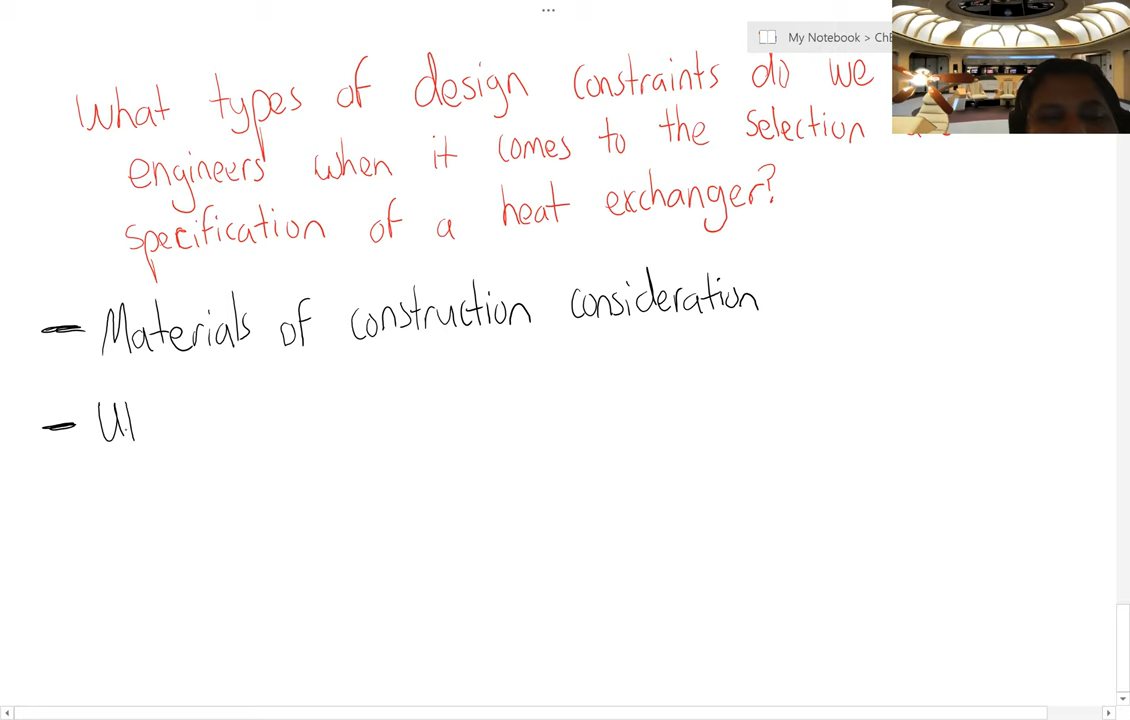 My Notebook > ChE
What types of design constraints do we
engineers when it comes to the selection
specification of a heat exchanger?
- Materials of construction consideration
-